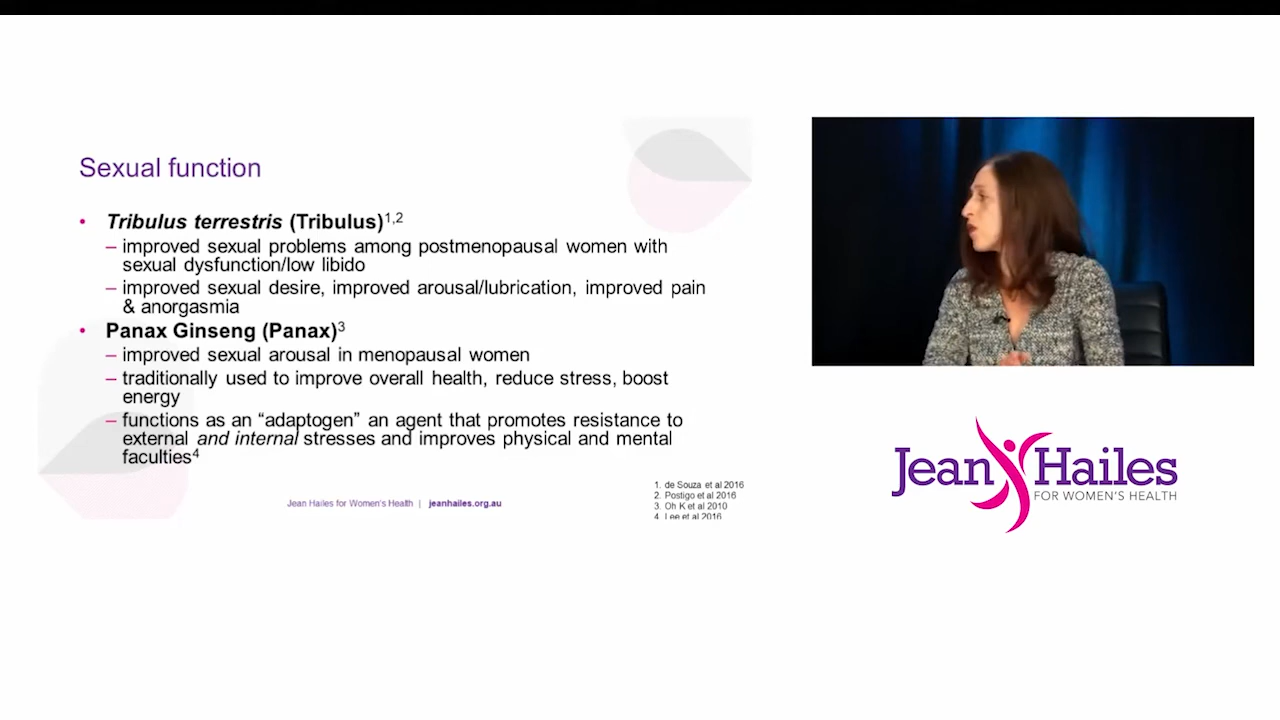 Sexual function
• Tribulus terrestris (Tribulus)1,2
– improved sexual problems among postmenopausal women with
sexual dysfunction/low libido
– improved sexual desire, improved arousal/lubrication, improved pain
& anorgasmia
• Panax Ginseng (Panax)3
– improved sexual arousal in menopausal women
– traditionally used to improve overall health, reduce stress, boost
energy
– functions as an “adaptogen” an agent that promotes resistance to
external and internal stresses and improves physical and mental
faculties4
1. de Souza et al 2016
2. Postigo et al 2016
3. Oh K et al 2010
4. Lee et al 2016
Jean Hailes for Women's Health | jeanhailes.org.au
Jean Hailes
FOR WOMEN'S HEALTH